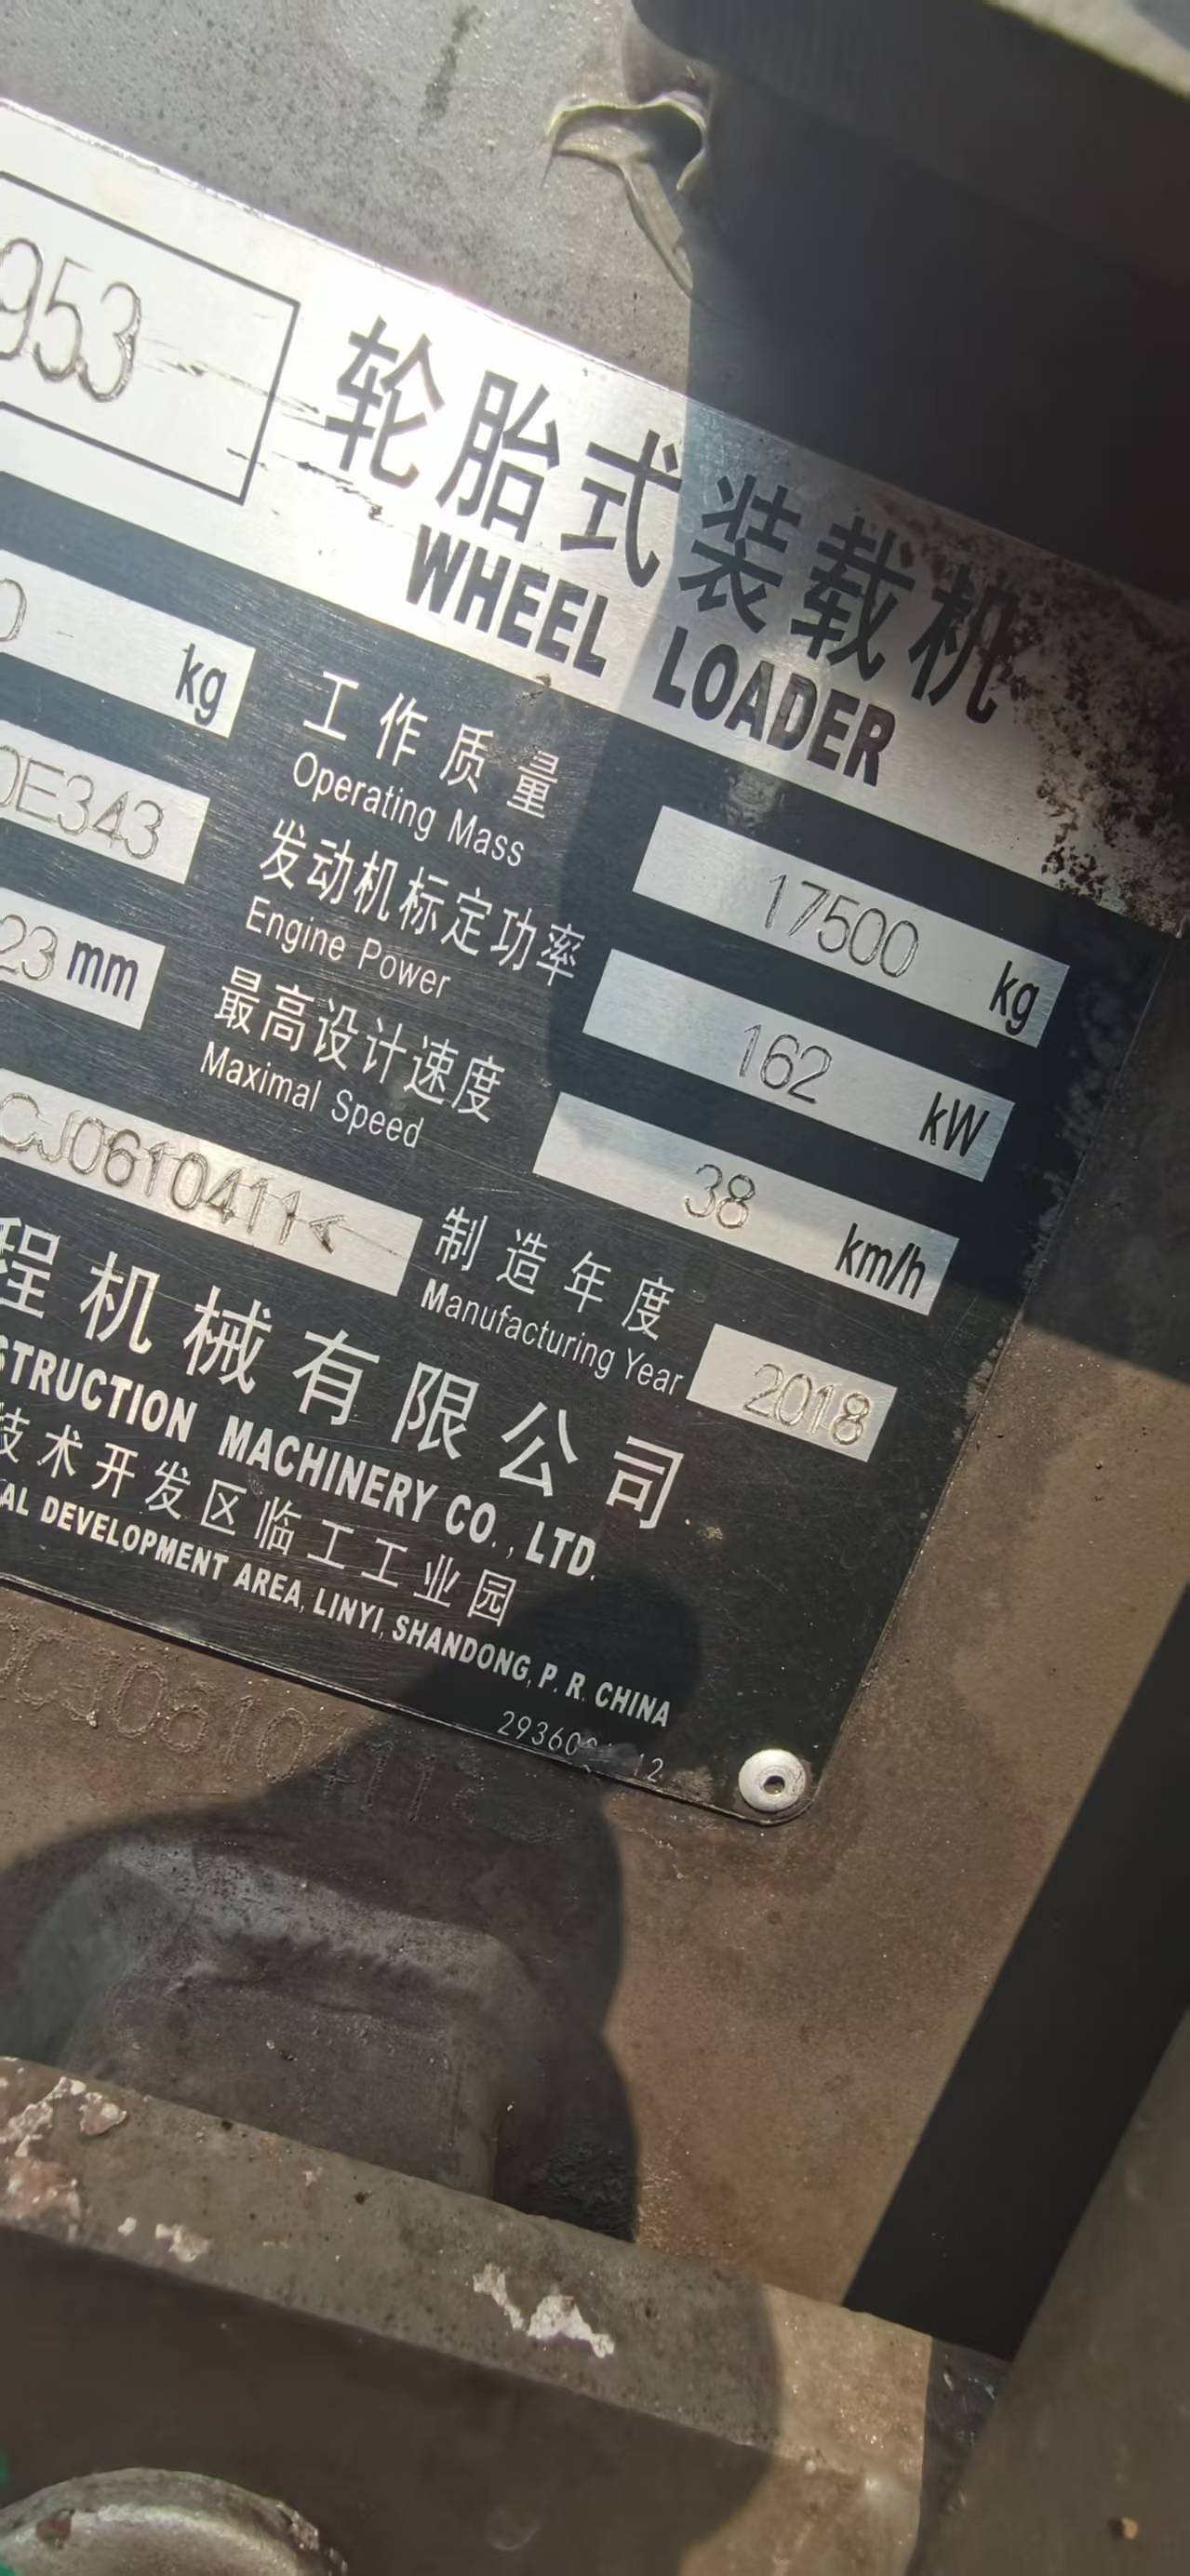 953
轮胎式装载机
WHEEL LOADER
kg
工作质量
Operating Mass
17500 kg
0E343
发动机标定功率
Engine Power
162 kW
23 mm
最高设计速度
Maximal Speed
38 km/h
CJ0610411
制造年度
Manufacturing Year
2018
程机械有限公司
STRUCTION MACHINERY CO., LTD.
技术开发区临工工业园
AL DEVELOPMENT AREA, LINYI, SHANDONG, P. R. CHINA